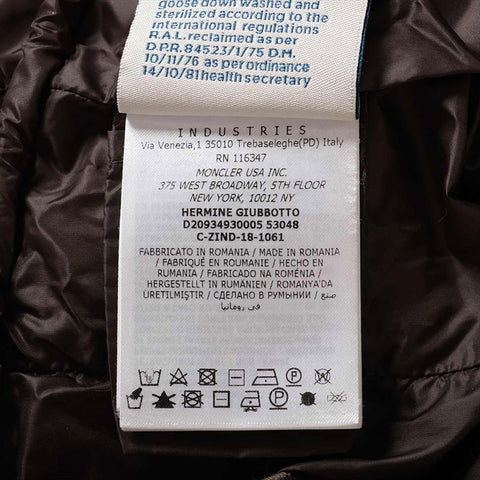 goose down washed and
sterilized according to the
international regulations
R.A.L. reclaimed as per
D.P.R. 84523/1/75 D.M.
10/11/76 as per ordinance
14/10/81 health secretary
INDUSTRIES
Via Venezia,1 35010 Trebaseleghe(PD) Italy
RN 116347
MONCLER USA INC.
375 WEST BROADWAY, 5TH FLOOR
NEW YORK, 10012 NY
HERMINE GIUBBOTTO
D20934930005 53048
C-ZIND-18-1061
FABBRICATO IN ROMANIA / MADE IN ROMANIA
/ FABRIQUÉ EN ROUMANIE / HECHO EN
RUMANIA / FABRICADO NA ROMÉNIA /
HERGESTELLT IN RUMÄNIEN / ROMANYA'DA
ÜRETILMIŞTIR / СДЕЛАНО В РУМЫНИИ / صنع
في رومانيا
P
P